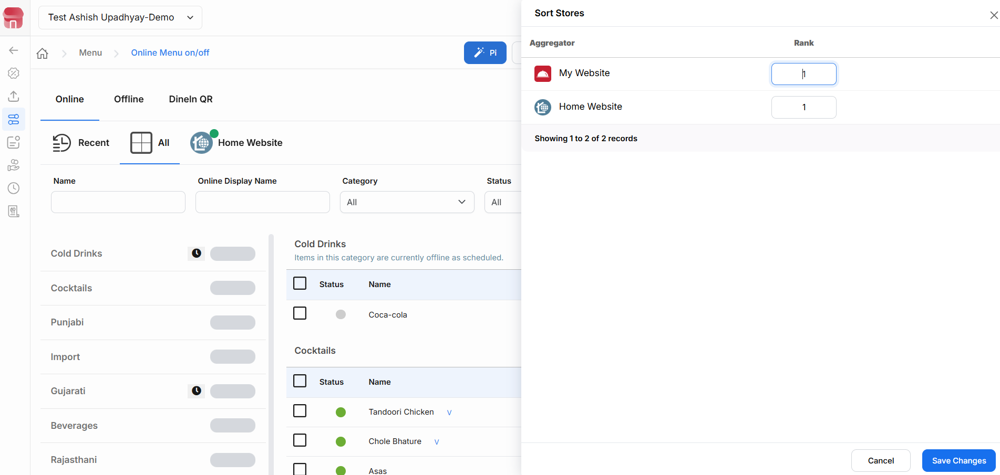 Test Ashish Upadhyay-Demo
Menu
Online Menu on/off
Pi
Online
Offline
DineIn QR
Recent
All
Home Website
Name
Online Display Name
Category
Status
All
All
Cold Drinks
Cocktails
Punjabi
Import
Gujarati
Beverages
Rajasthani
Cold Drinks
Items in this category are currently offline as scheduled.
Status Name
Coca-cola
Cocktails
Status Name
Tandoori Chicken V
Chole Bhature V
Asas
Sort Stores
Aggregator Rank
My Website 1
Home Website 1
Showing 1 to 2 of 2 records
Cancel
Save Changes